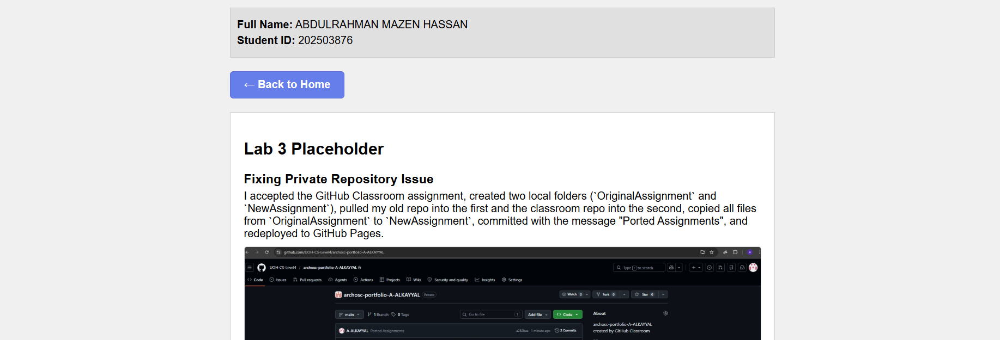 Full Name: ABDULRAHMAN MAZEN HASSAN
Student ID: 202503876
← Back to Home
Lab 3 Placeholder
Fixing Private Repository Issue
I accepted the GitHub Classroom assignment, created two local folders (`OriginalAssignment` and
`NewAssignment`), pulled my old repo into the first and the classroom repo into the second, copied all files
from `OriginalAssignment` to `NewAssignment`, committed with the message "Ported Assignments", and
redeployed to GitHub Pages.
github.com/UOH-CS-Level4/archosc-portfolio-A-ALKAYYAL
UOH-CS-Level4 / archosc-portfolio-A-ALKAYYAL
Type / to search
Code Issues Pull requests Agents Actions Projects Wiki Security and quality Insights Settings
archosc-portfolio-A-ALKAYYAL Private
Watch 0 Fork 0 Star 0
main 1 Branch 0 Tags Go to file t Add file Code
About
A-ALKAYYAL Ported Assignments a262baa · 1 minute ago 2 Commits
archosc-portfolio-A-ALKAYYAL
created by GitHub Classroom